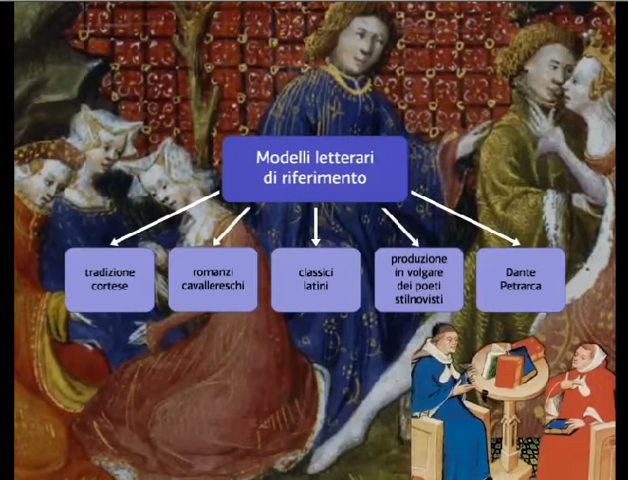 Modelli letterari
di riferimento
tradizione
cortese
romanzi
cavallereschi
classici
latini
produzione
in volgare
dei poeti
stilnovisti
Dante
Petrarca